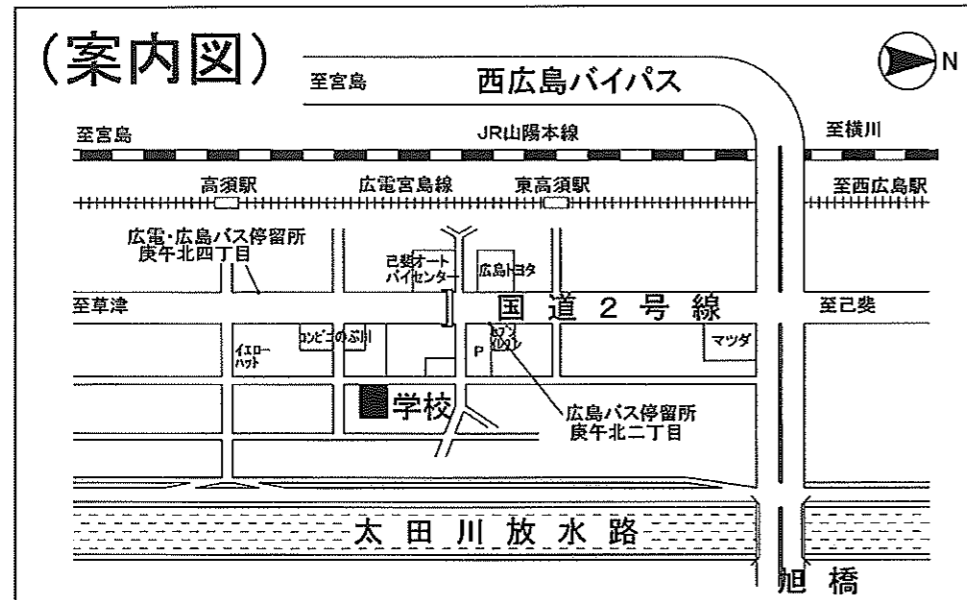 (案内図)
N
至宮島
西広島バイパス
至宮島
JR山陽本線
至横川
高須駅
広電宮島線
東高須駅
至西広島駅
広電・広島バス停留所
庚午北四丁目
己斐オート
バイセンター
広島トヨタ
至草津
国道2号線
至己斐
イエロー
ハット
コンビニ
のぶ川
P
セブン
イレブン
マツダ
学校
広島バス停留所
庚午北二丁目
太田川放水路
旭橋